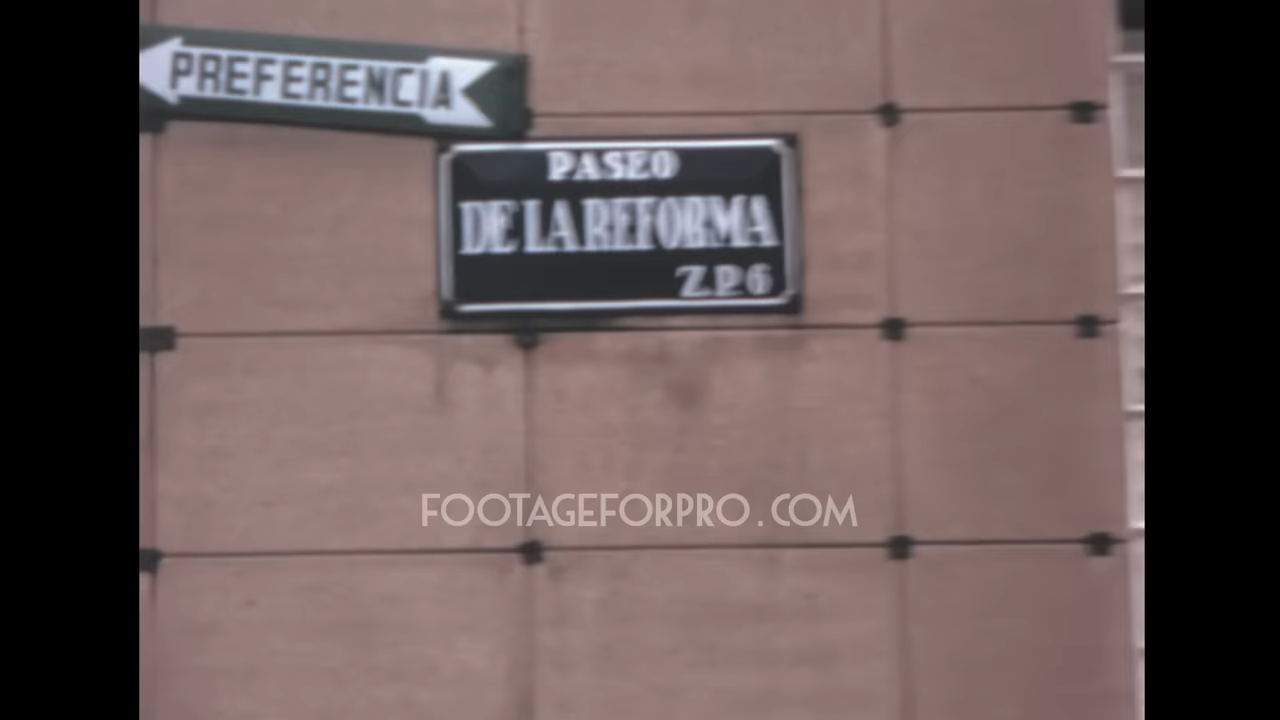 PREFERENCIA
PASEO
DE LA REFORMA
Z.P.6
FOOTAGEFORPRO.COM